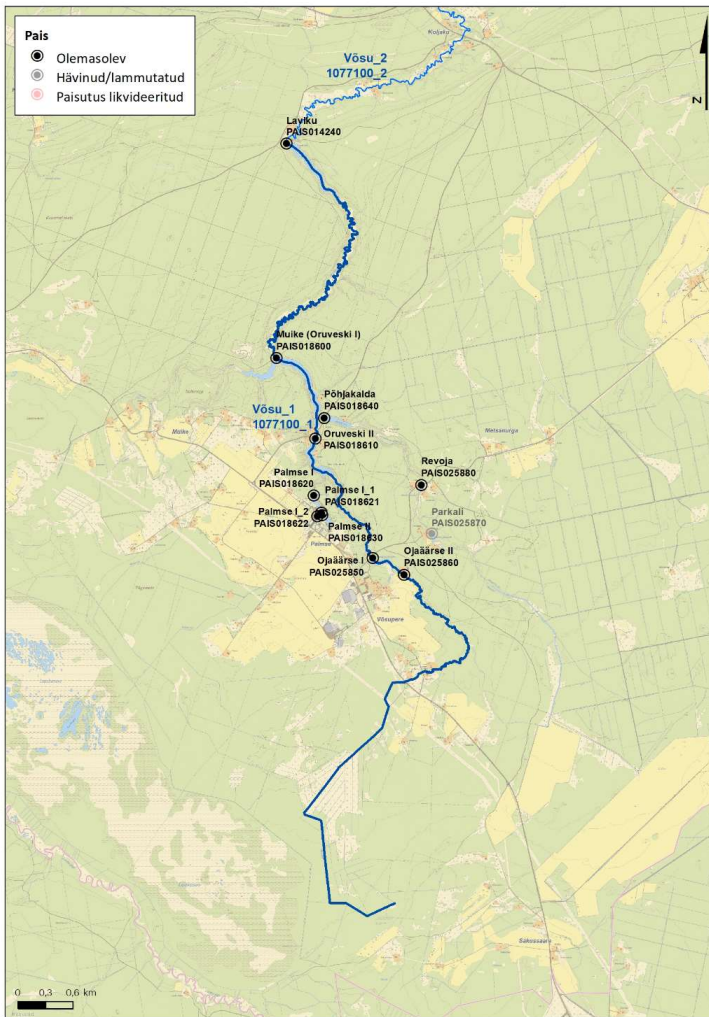 Pais
Olemasolev
Hävinud/lammutatud
Paisutus likvideeritud
Koljaku
Võsu_2
1077100_2
N
Laviku
PAIS014240
Muike (Oruveski I)
PAIS018600
Põhjakalda
PAIS018640
Võsu_1
1077100_1
Oruveski II
PAIS018610
Muike
Metsanurga
Palmse I
PAIS018620
Revoja
PAIS025880
Palmse I_1
PAIS018621
Palmse I_2
PAIS018622
Palmse II
PAIS018630
Parkali
PAIS025870
Palmse
Ojaäärse I
PAIS025850
Ojaäärse II
PAIS025860
Võsupere
Sakussaare
0 0,3 0,6 km